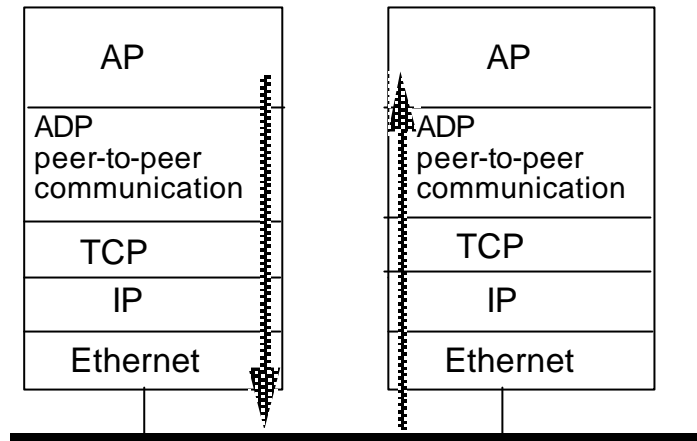 AP
ADP
peer-to-peer
communication
TCP
IP
Ethernet
AP
ADP
peer-to-peer
communication
TCP
IP
Ethernet